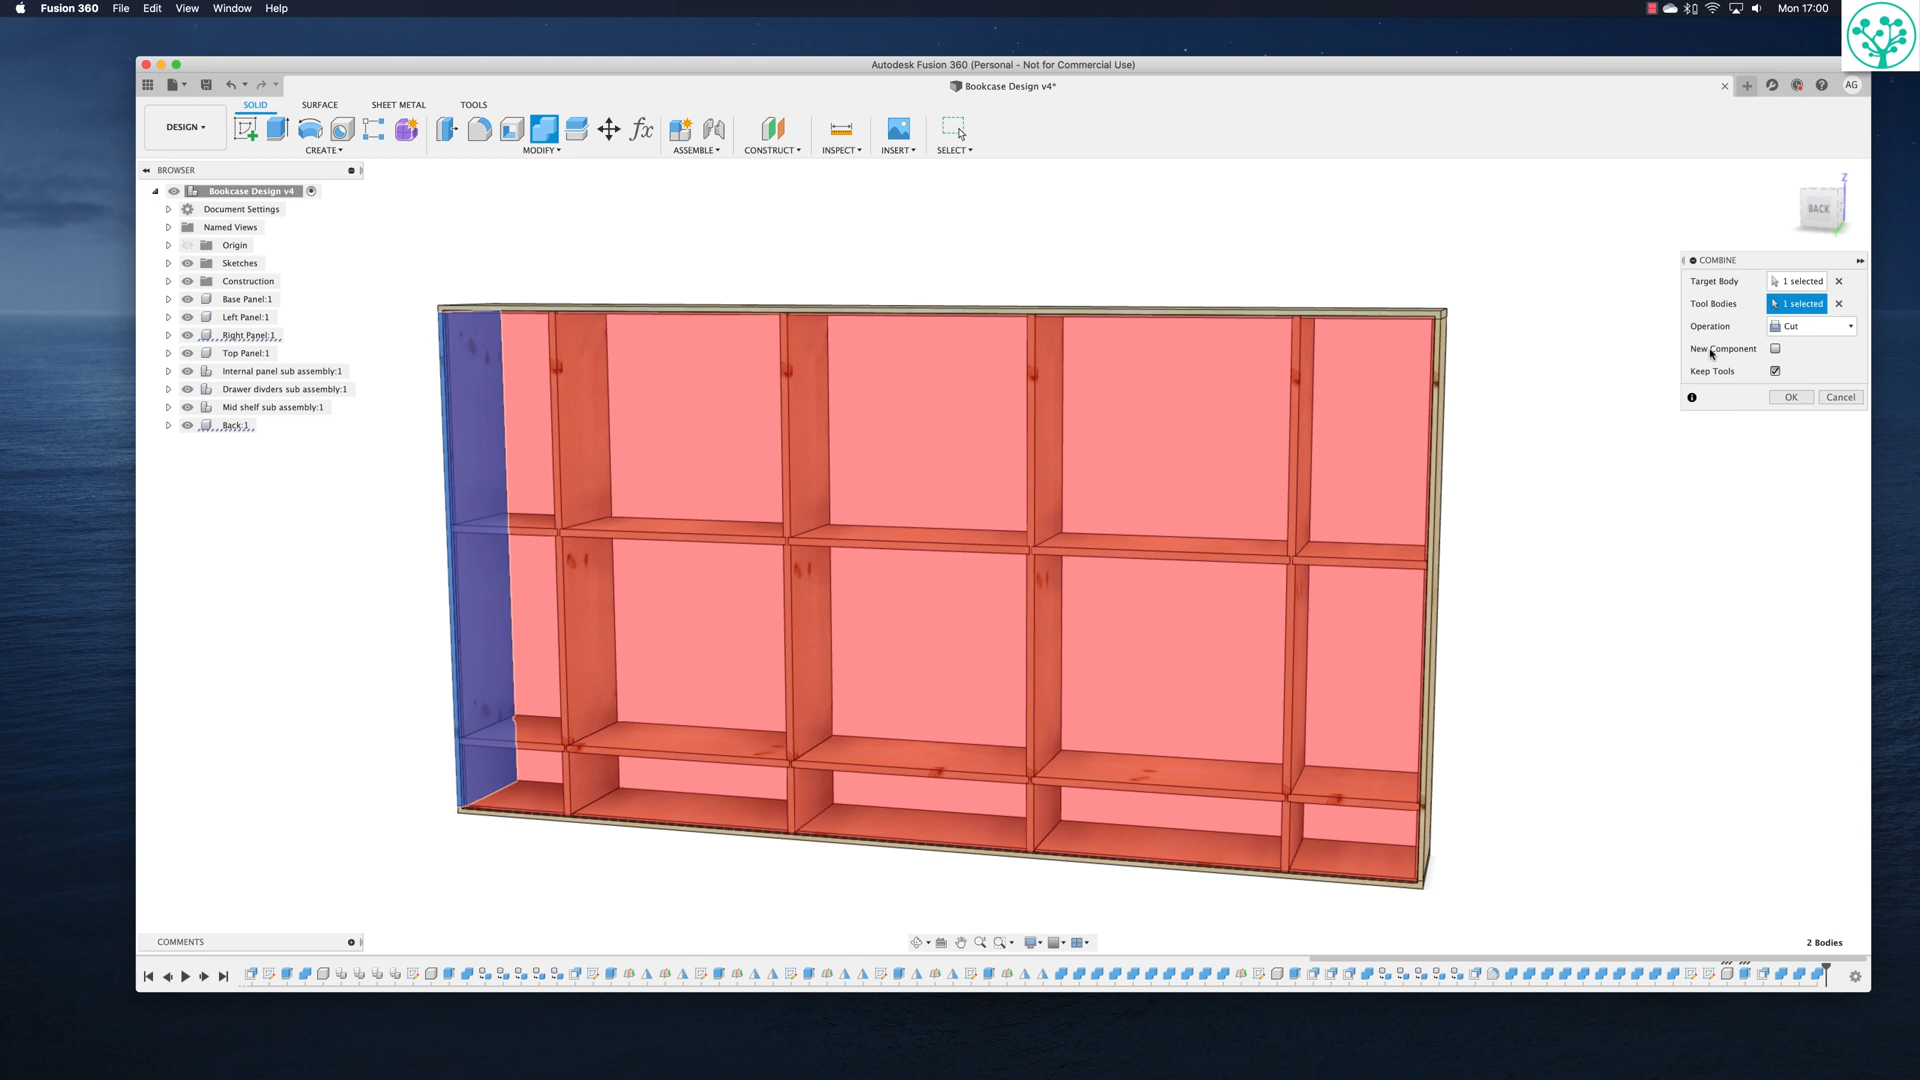 Fusion 360 File Edit View Window Help
Mon 17:00
Autodesk Fusion 360 (Personal - Not for Commercial Use)
Bookcase Design v4*
AG
SOLID SURFACE SHEET METAL TOOLS
DESIGN
CREATE MODIFY ASSEMBLE CONSTRUCT INSPECT INSERT SELECT
BROWSER
Bookcase Design v4
Document Settings
Named Views
Origin
Sketches
Construction
Base Panel:1
Left Panel:1
Right Panel:1
Top Panel:1
Internal panel sub assembly:1
Drawer divders sub assembly:1
Mid shelf sub assembly:1
Back:1
Z
BACK
COMBINE
Target Body 1 selected
Tool Bodies 1 selected
Operation Cut
New Component
Keep Tools
OK Cancel
COMMENTS
2 Bodies